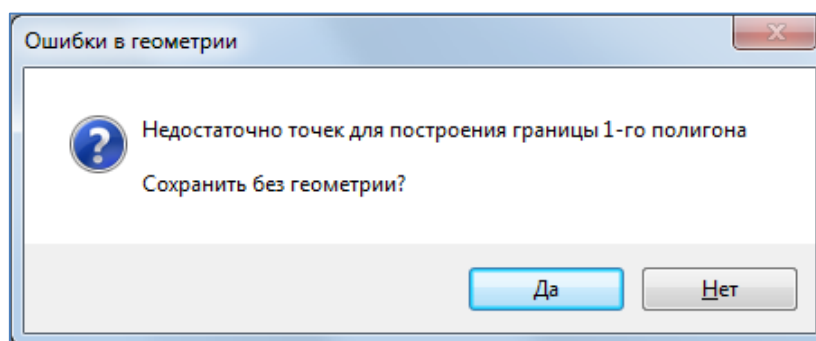 Ошибки в геометрии
Недостаточно точек для построения границы 1-го полигона
Сохранить без геометрии?
Да
Нет